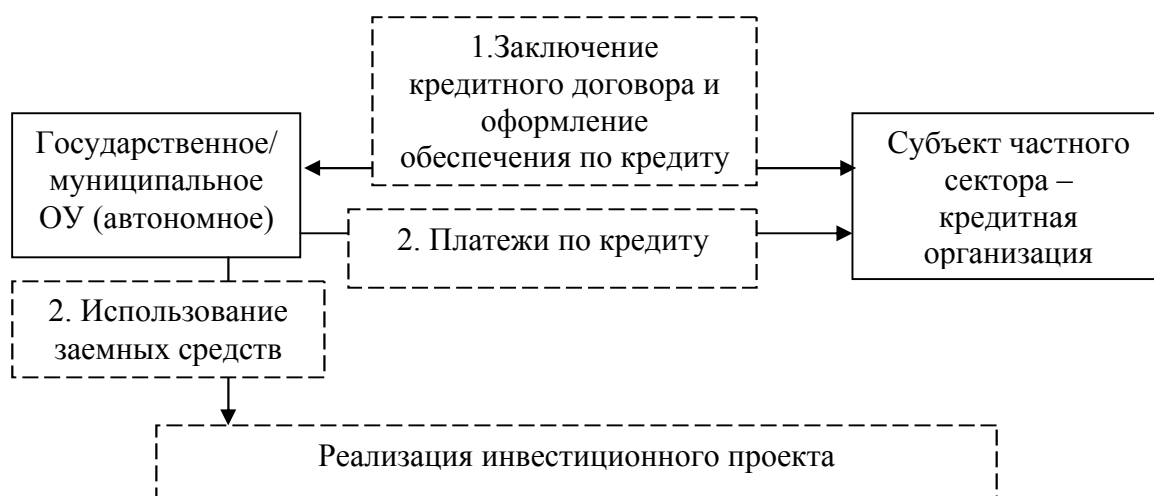 1.Заключение
кредитного договора и
оформление
обеспечения по кредиту
Государственное/
муниципальное
ОУ (автономное)
Субъект частного
сектора –
кредитная
организация
2. Платежи по кредиту
2. Использование
заемных средств
Реализация инвестиционного проекта